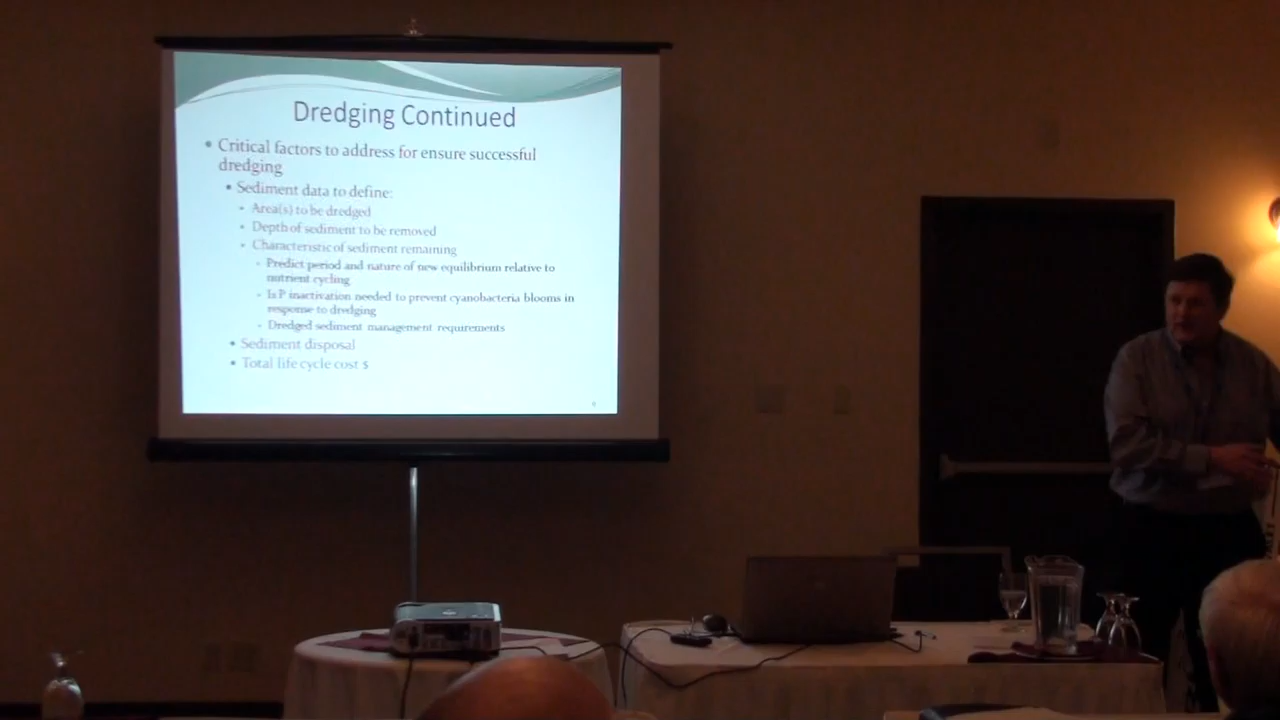 Dredging Continued
• Critical factors to address for ensure successful
dredging
• Sediment data to define:
• Area(s) to be dredged
• Depth of sediment to be removed
• Characteristic of sediment remaining
• Predict period and nature of new equilibrium relative to
nutrient cycling
• Is P inactivation needed to prevent cyanobacteria blooms in
response to dredging
• Dredged sediment management requirements
• Sediment disposal
• Total life cycle cost $